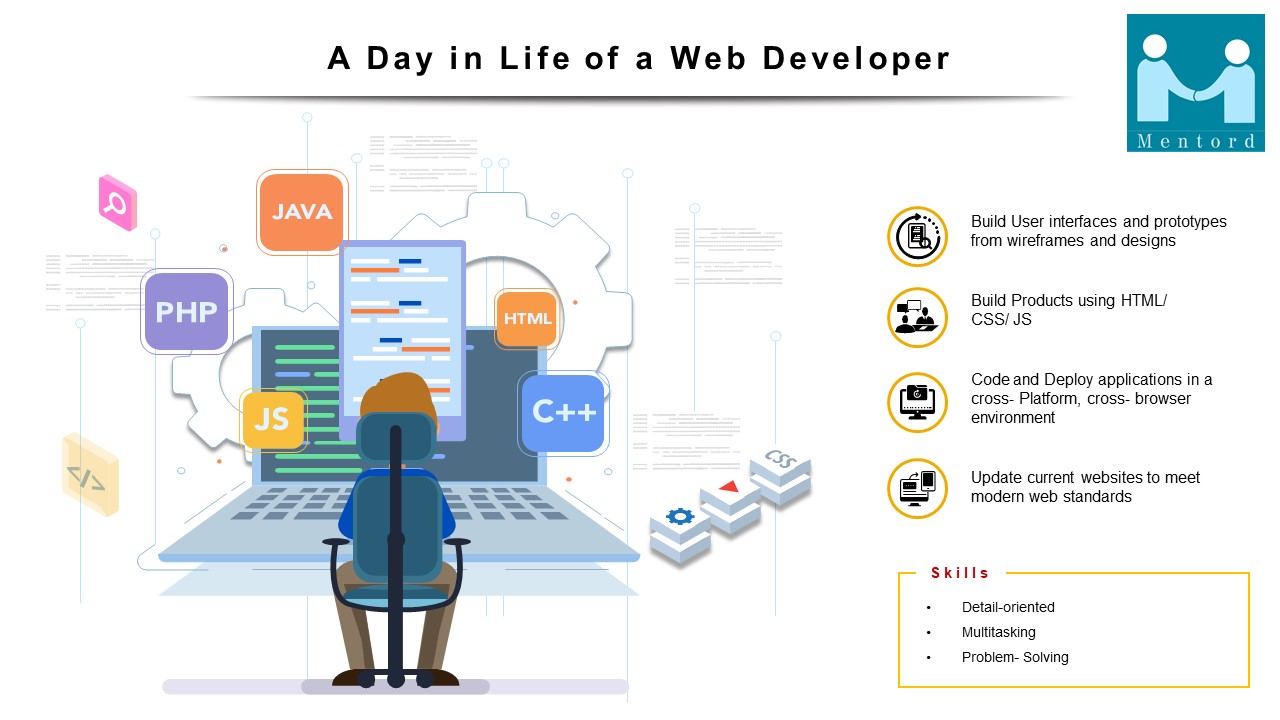 A Day in Life of a Web Developer
Mentord
JAVA
PHP
HTML
JS
C++
CSS
</>
Build User interfaces and prototypes
from wireframes and designs
Build Products using HTML/
CSS/ JS
Code and Deploy applications in a
cross- Platform, cross- browser
environment
Update current websites to meet
modern web standards
Skills
• Detail-oriented
• Multitasking
• Problem- Solving